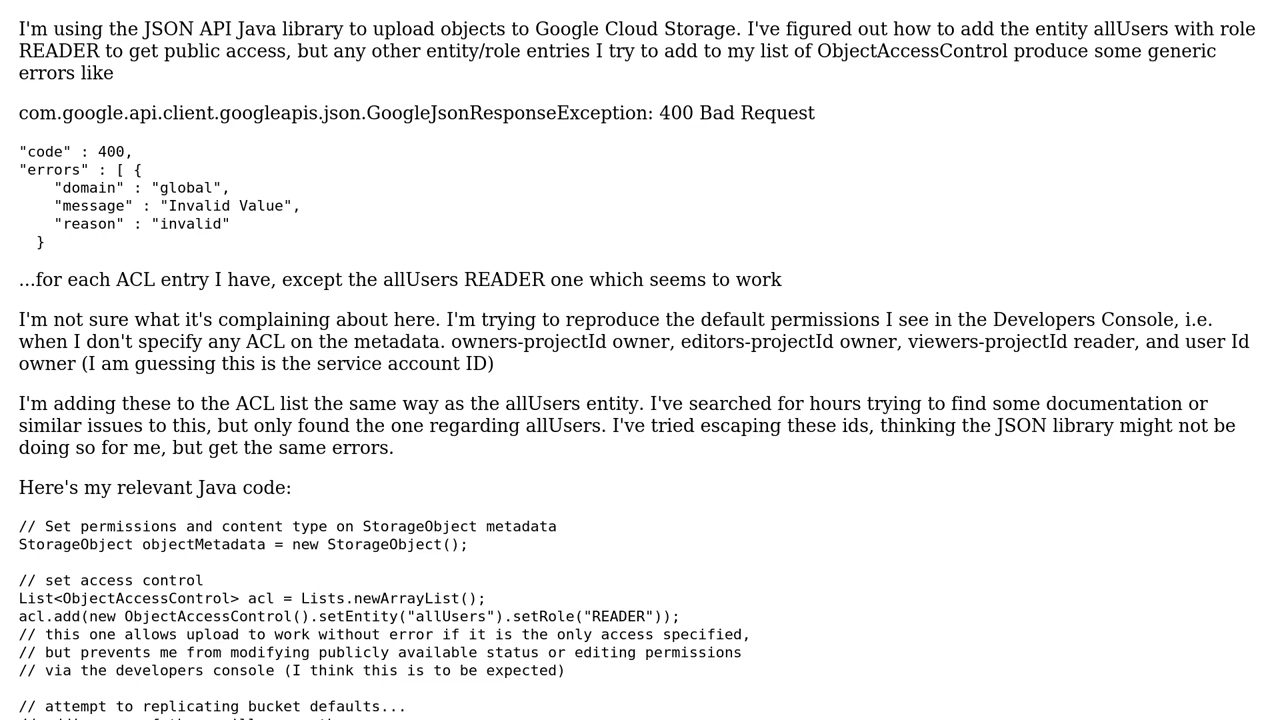 I'm using the JSON API Java library to upload objects to Google Cloud Storage. I've figured out how to add the entity allUsers with role
READER to get public access, but any other entity/role entries I try to add to my list of ObjectAccessControl produce some generic
errors like
com.google.api.client.googleapis.json.GoogleJsonResponseException: 400 Bad Request
"code" : 400,
"errors" : [ {
    "domain" : "global",
    "message" : "Invalid Value",
    "reason" : "invalid"
  }
...for each ACL entry I have, except the allUsers READER one which seems to work
I'm not sure what it's complaining about here. I'm trying to reproduce the default permissions I see in the Developers Console, i.e.
when I don't specify any ACL on the metadata. owners-projectId owner, editors-projectId owner, viewers-projectId reader, and user Id
owner (I am guessing this is the service account ID)
I'm adding these to the ACL list the same way as the allUsers entity. I've searched for hours trying to find some documentation or
similar issues to this, but only found the one regarding allUsers. I've tried escaping these ids, thinking the JSON library might not be
doing so for me, but get the same errors.
Here's my relevant Java code:
// Set permissions and content type on StorageObject metadata
StorageObject objectMetadata = new StorageObject();
// set access control
List<ObjectAccessControl> acl = Lists.newArrayList();
acl.add(new ObjectAccessControl().setEntity("allUsers").setRole("READER"));
// this one allows upload to work without error if it is the only access specified,
// but prevents me from modifying publicly available status or editing permissions
// via the developers console (I think this is to be expected)
// attempt to replicating bucket defaults...